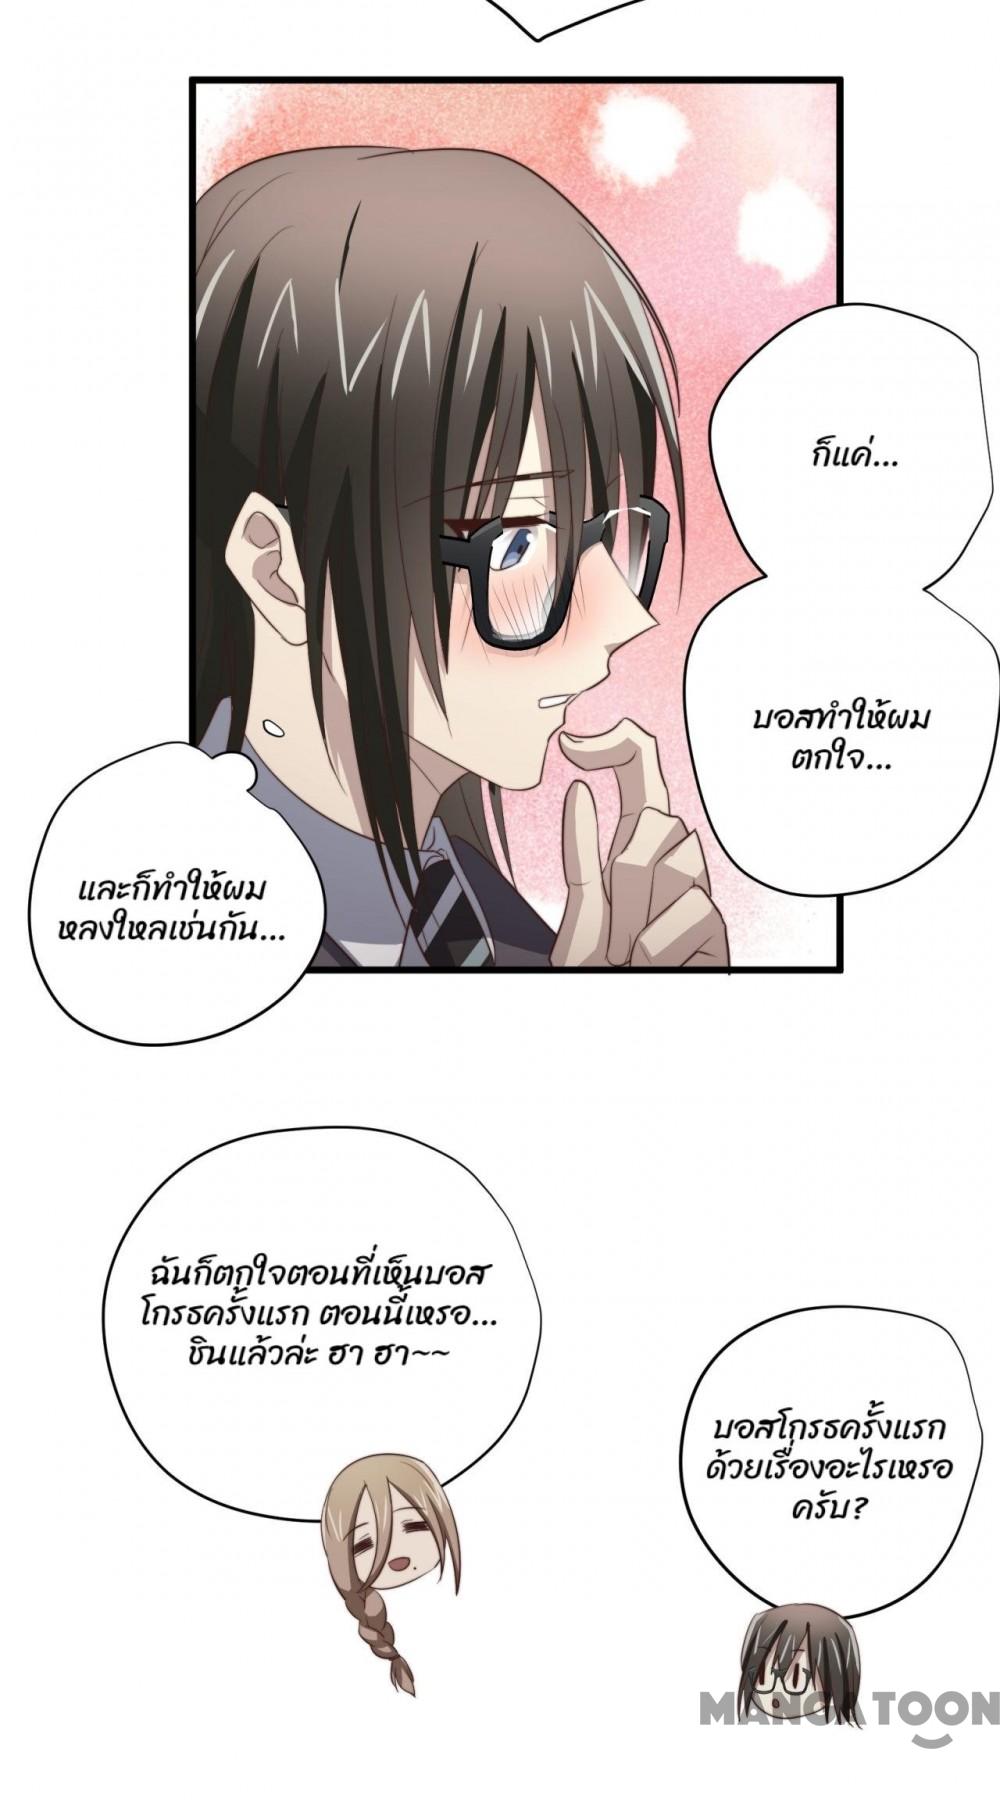 ก็แค่...
บอสทำให้ผม
ตกใจ...
และก็ทำให้ผม
หลงใหลเช่นกัน...
ฉันก็ตกใจตอนที่เห็นบอส
โกรธครั้งแรก ตอนนี้เหรอ...
ชินแล้วล่ะ ฮา ฮา~~
บอสโกรธครั้งแรก
ด้วยเรื่องอะไรเหรอ
ครับ?
MANGATOON